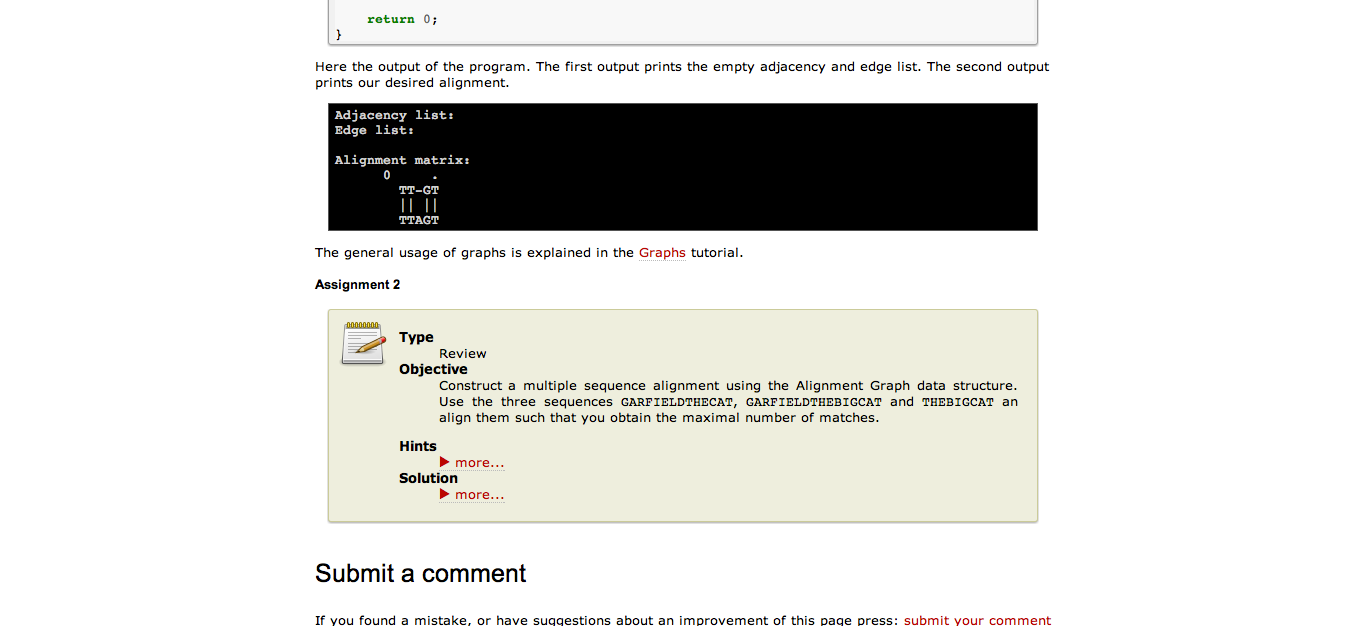 return 0;
}
Here the output of the program. The first output prints the empty adjacency and edge list. The second output
prints our desired alignment.
Adjacency list:
Edge list:
Alignment matrix:
0     .
TT-GT
|| ||
TTAGT
The general usage of graphs is explained in the Graphs tutorial.
Assignment 2
Type
Review
Objective
Construct a multiple sequence alignment using the Alignment Graph data structure.
Use the three sequences GARFIELDTHECAT, GARFIELDTHEBIGCAT and THEBIGCAT an
align them such that you obtain the maximal number of matches.
Hints
▶ more...
Solution
▶ more...
Submit a comment
If you found a mistake, or have suggestions about an improvement of this page press: submit your comment